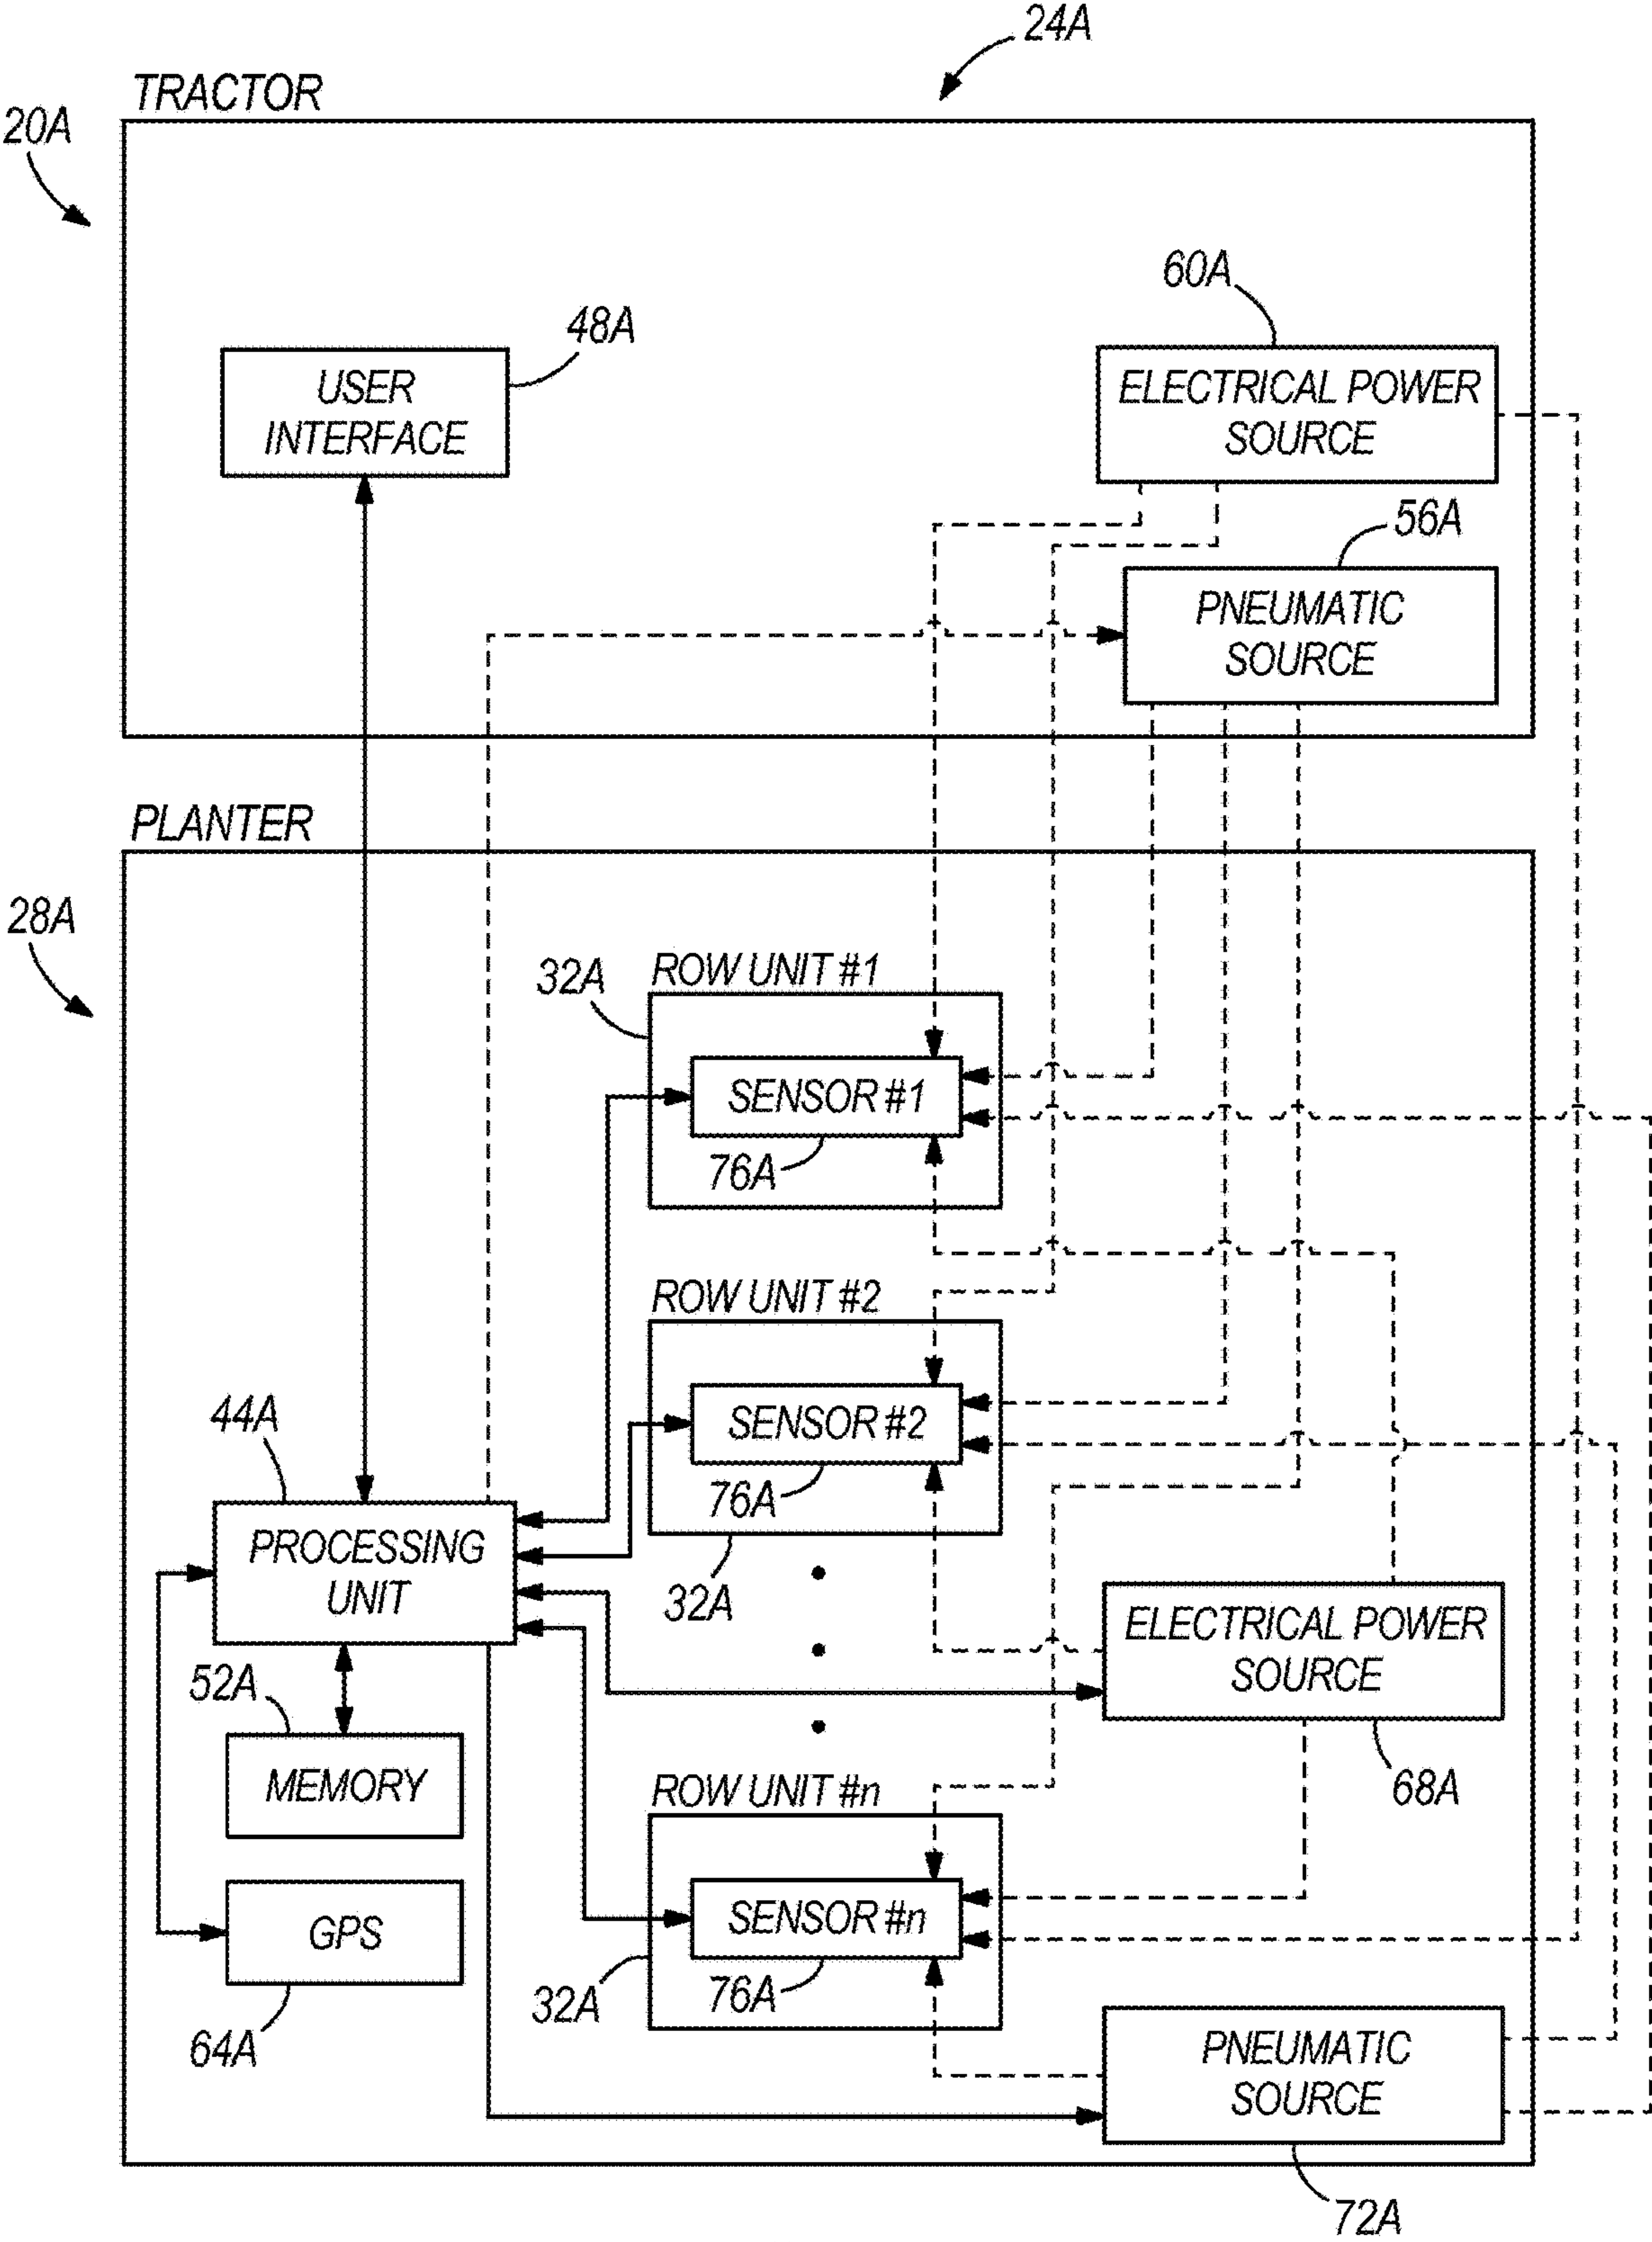 24A
TRACTOR
20A
60A
48A
USER
INTERFACE
ELECTRICAL POWER
SOURCE
56A
PNEUMATIC
SOURCE
PLANTER
28A
ROW UNIT #1
32A
SENSOR #1
76A
ROW UNIT #2
SENSOR #2
76A
32A
44A
PROCESSING
UNIT
ELECTRICAL POWER
SOURCE
68A
52A
MEMORY
ROW UNIT #n
SENSOR #n
76A
32A
GPS
64A
PNEUMATIC
SOURCE
72A